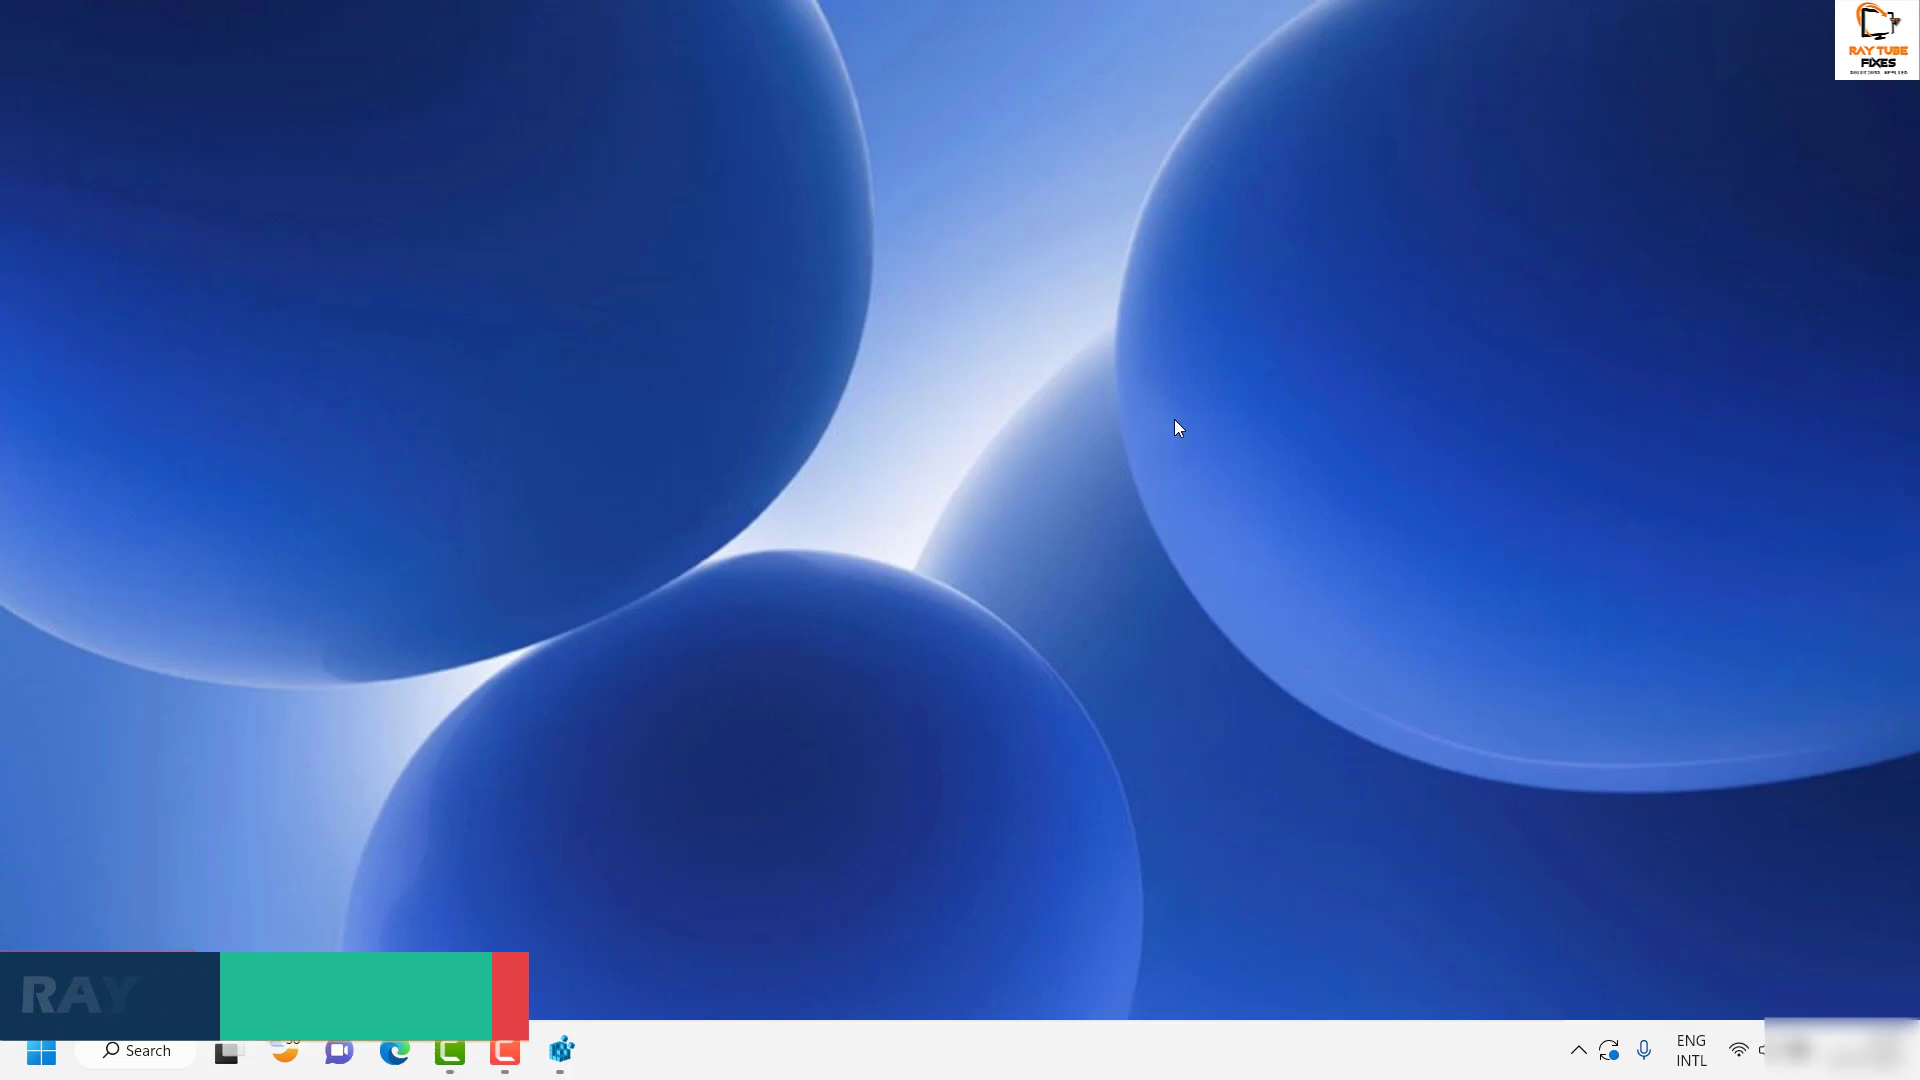 RAY TUBE
FIXES
RAY
Search
ENG
INTL